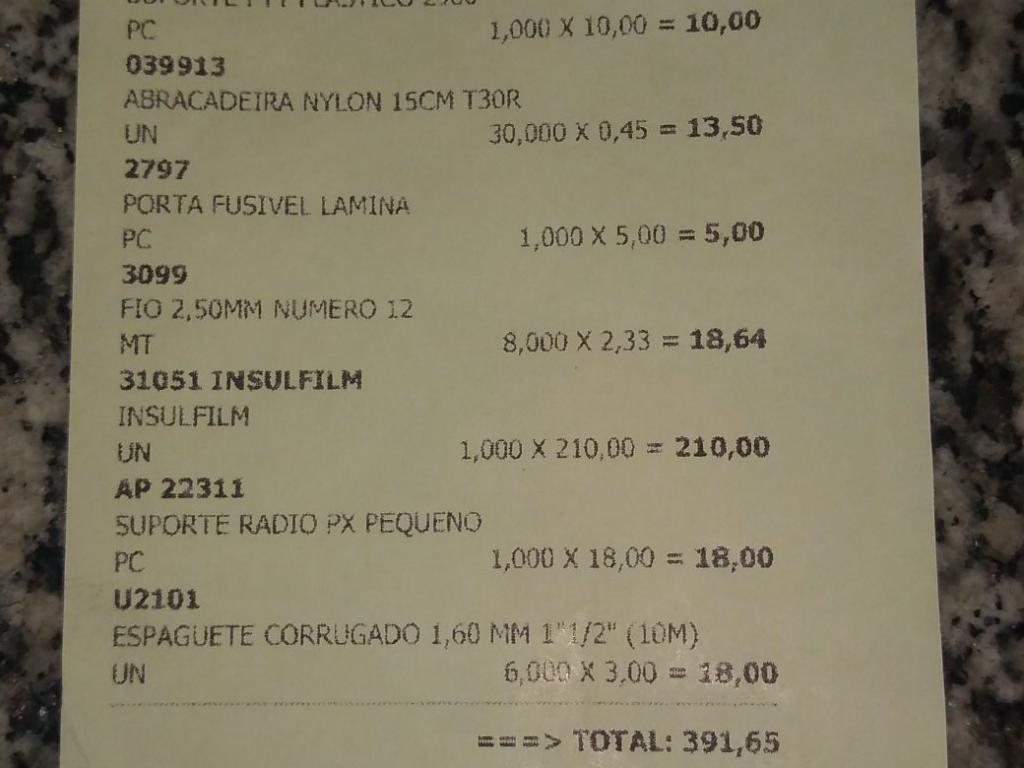 PC 1,000 X 10,00 = 10,00
039913
ABRACADEIRA NYLON 15CM T30R
UN 30,000 X 0,45 = 13,50
2797
PORTA FUSIVEL LAMINA
PC 1,000 X 5,00 = 5,00
3099
FIO 2,50MM NUMERO 12
MT 8,000 X 2,33 = 18,64
31051 INSULFILM
INSULFILM
UN 1,000 X 210,00 = 210,00
AP 22311
SUPORTE RADIO PX PEQUENO
PC 1,000 X 18,00 = 18,00
U2101
ESPAGUETE CORRUGADO 1,60 MM 1"1/2" (10M)
UN 6,000 X 3,00 = 18,00
===> TOTAL: 391,65